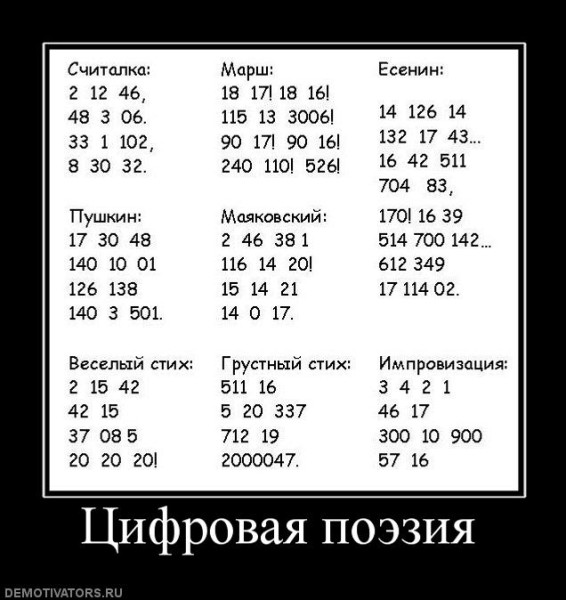 Считалка:
2 12 46,
48 3 06.
33 1 102,
8 30 32.
Марш:
18 17! 18 16!
115 13 3006!
90 17! 90 16!
240 110! 526!
Есенин:
14 126 14
132 17 43...
16 42 511
704 83,
170! 16 39
514 700 142...
612 349
17 114 02.
Пушкин:
17 30 48
140 10 01
126 138
140 3 501.
Маяковский:
2 46 38 1
116 14 20!
15 14 21
14 0 17.
Веселый стих:
2 15 42
42 15
37 08 5
20 20 20!
Грустный стих:
511 16
5 20 337
712 19
2000047.
Импровизация:
3 4 2 1
46 17
300 10 900
57 16
Цифровая поэзия
DEMOTIVATORS.RU